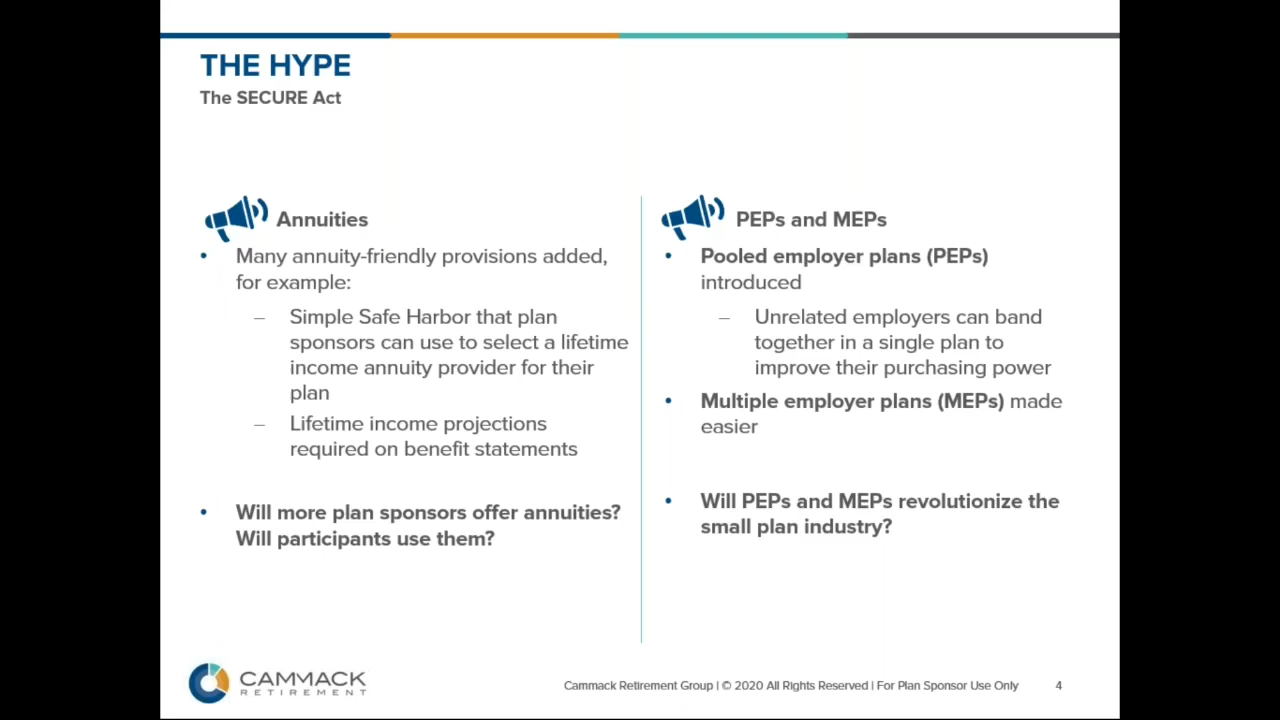 THE HYPE
The SECURE Act
Annuities
• Many annuity-friendly provisions added,
for example:
– Simple Safe Harbor that plan
sponsors can use to select a lifetime
income annuity provider for their
plan
– Lifetime income projections
required on benefit statements
• Will more plan sponsors offer annuities?
Will participants use them?
PEPs and MEPs
• Pooled employer plans (PEPs)
introduced
– Unrelated employers can band
together in a single plan to
improve their purchasing power
• Multiple employer plans (MEPs) made
easier
• Will PEPs and MEPs revolutionize the
small plan industry?
CAMMACK
RETIREMENT
Cammack Retirement Group | © 2020 All Rights Reserved | For Plan Sponsor Use Only 4